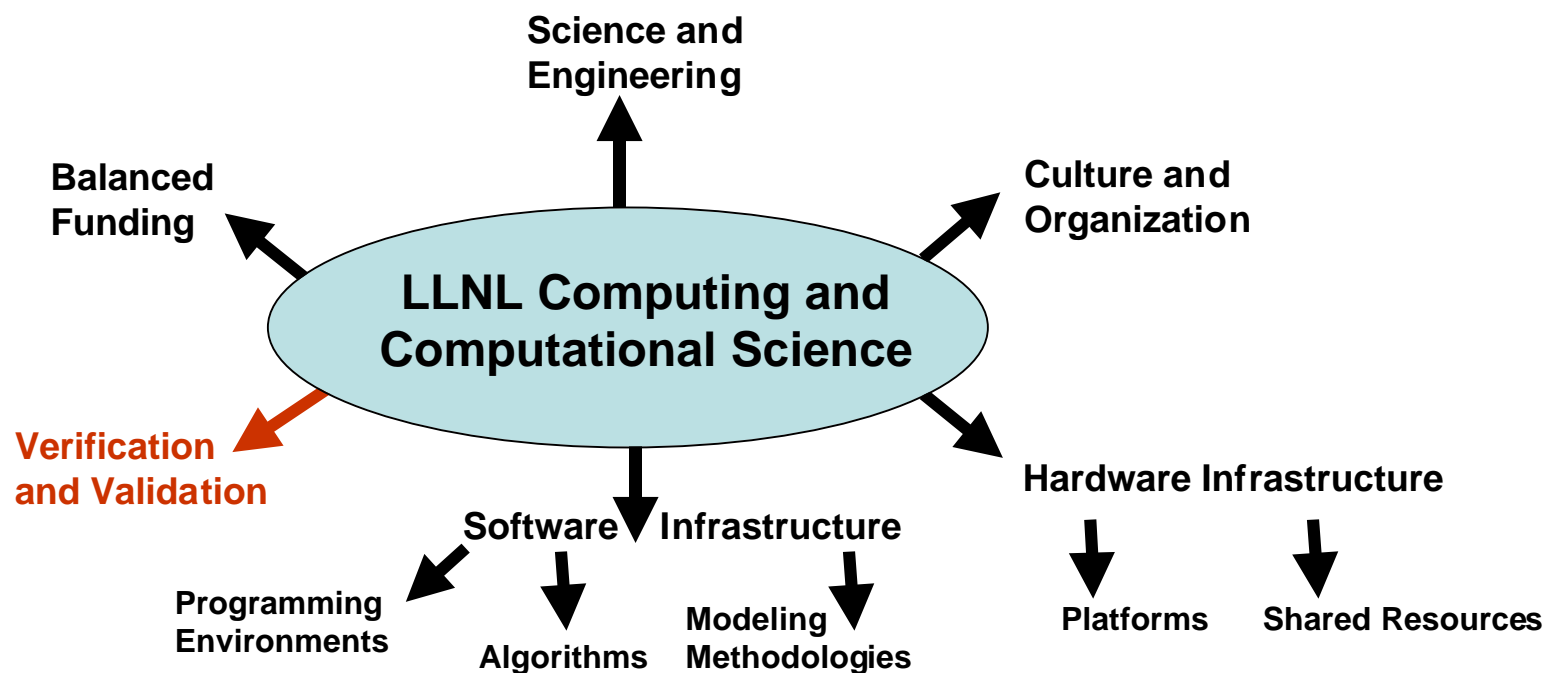 Science and
Engineering
Balanced
Funding
Culture and
Organization
LLNL Computing and
Computational Science
Verification
and Validation
Hardware Infrastructure
Software Infrastructure
Programming
Environments
Algorithms
Modeling
Methodologies
Platforms
Shared Resources